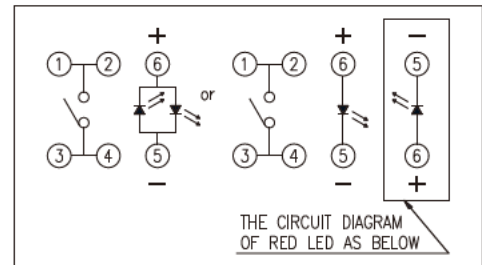 + + −
1 2 6 1 2 6 5
or
3 4 5 3 4 5 6
− − +
THE CIRCUIT DIAGRAM
OF RED LED AS BELOW